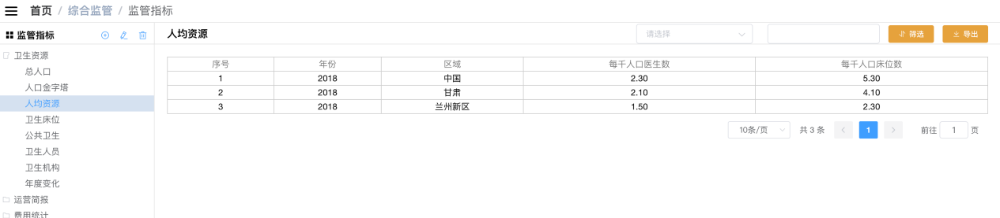 首页 / 综合监管 / 监管指标
监管指标
卫生资源
总人口
人口金字塔
人均资源
卫生床位
公共卫生
卫生人员
卫生机构
年度变化
运营简报
费用统计
人均资源
请选择
筛选
导出
序号 年份 区域 每千人口医生数 每千人口床位数
1 2018 中国 2.30 5.30
2 2018 甘肃 2.10 4.10
3 2018 兰州新区 1.50 2.30
10条/页 共 3 条 1 前往 1 页